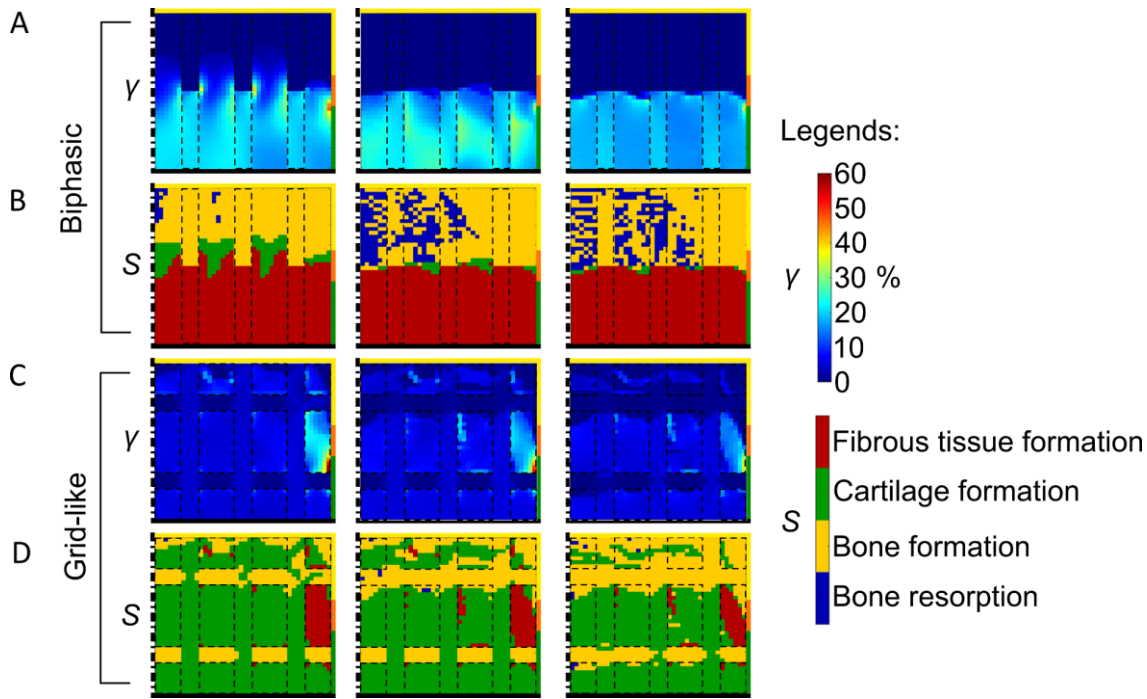 A
Biphasic
γ
B
S
C
Grid-like
γ
D
S
Legends:
γ
60
50
40
30 %
20
10
0
S
Fibrous tissue formation
Cartilage formation
Bone formation
Bone resorption